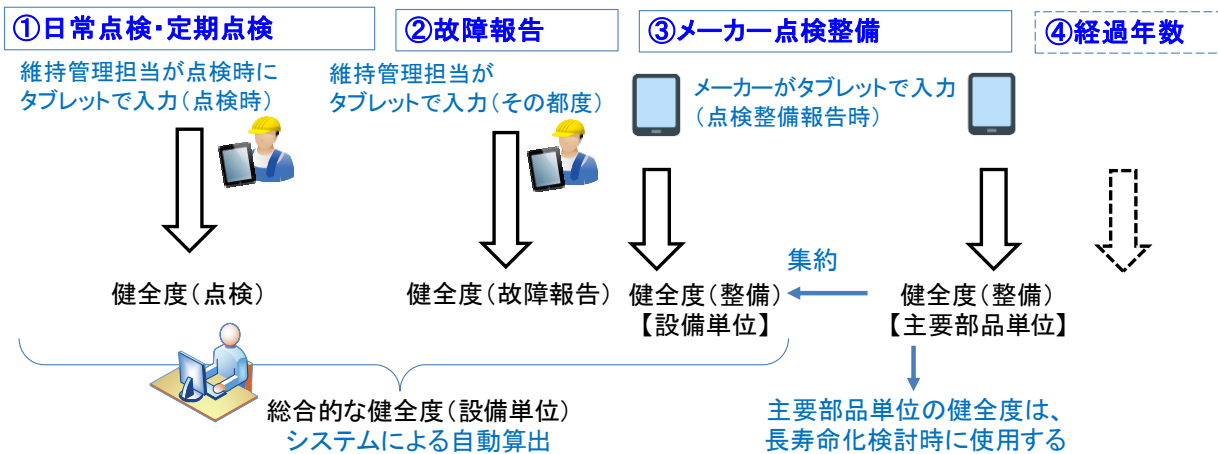 ①日常点検・定期点検
②故障報告
③メーカー点検整備
④経過年数
維持管理担当が点検時に
タブレットで入力(点検時)
維持管理担当が
タブレットで入力(その都度)
メーカーがタブレットで入力
(点検整備報告時)
健全度(点検)
健全度(故障報告)
健全度(整備)
【設備単位】
集約
健全度(整備)
【主要部品単位】
総合的な健全度(設備単位)
システムによる自動算出
主要部品単位の健全度は、
長寿命化検討時に使用する